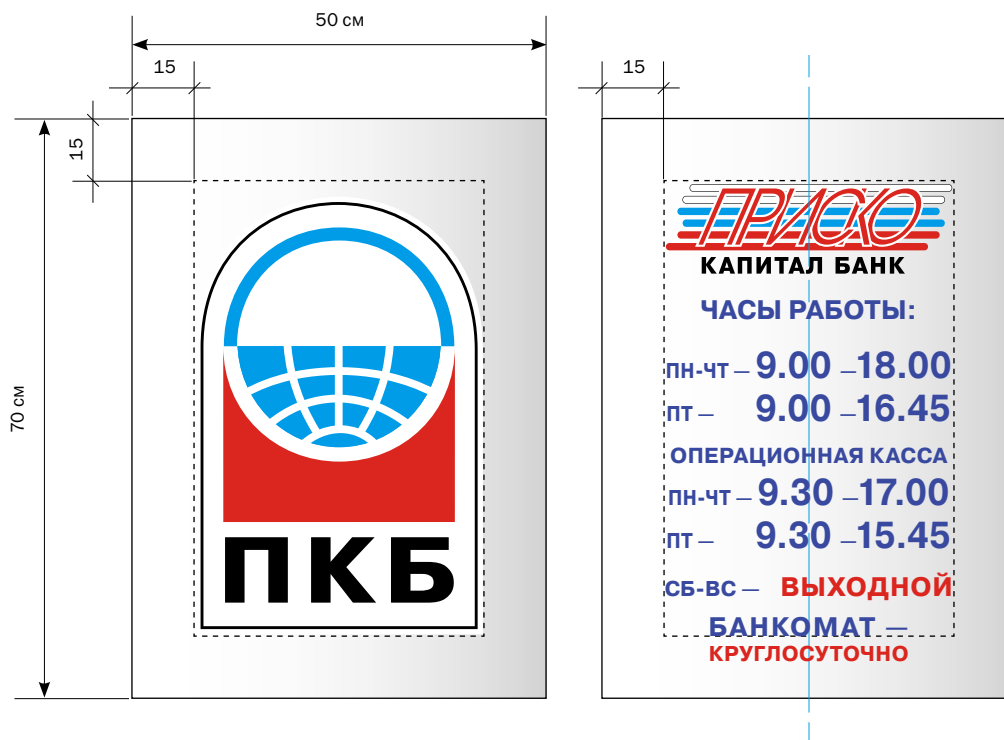 50 см
15
15
70 см
ПКБ
15
ПРИСКО
КАПИТАЛ БАНК
ЧАСЫ РАБОТЫ:
ПН-ЧТ – 9.00 –18.00
ПТ – 9.00 –16.45
ОПЕРАЦИОННАЯ КАССА
ПН-ЧТ – 9.30 –17.00
ПТ – 9.30 –15.45
СБ-ВС – ВЫХОДНОЙ
БАНКОМАТ –
КРУГЛОСУТОЧНО